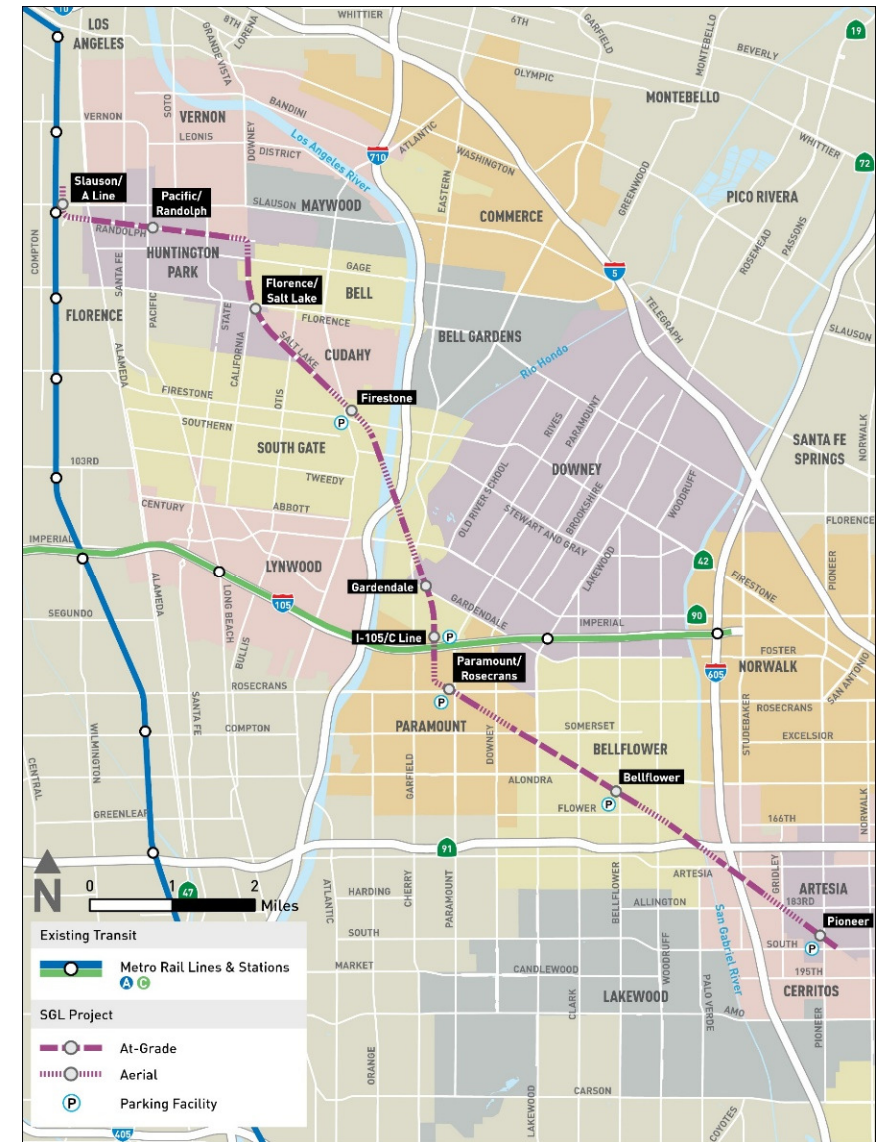 10
LOS
ANGELES
8TH
LORENA
GRANDE VISTA
WHITTIER
6TH
GARFIELD
MONTEBELLO
BEVERLY
19
OLYMPIC
MONTEBELLO
VERNON
SOTO
VERNON
LEONIS
BANDINI
DISTRICT
DOWNEY
Los Angeles River
710
ATLANTIC
WASHINGTON
EASTERN
GREENWOOD
WHITTIER
72
PICO RIVERA
ROSEMEAD
PASSONS
COMMERCE
Slauson/
A Line
Pacific/
Randolph
SLAUSON
MAYWOOD
RANDOLPH
HUNTINGTON
PARK
COMPTON
SANTA FE
PACIFIC
GAGE
BELL
5
TELEGRAPH
SLAUSON
Florence/
Salt Lake
FLORENCE
STATE
FLORENCE
CALIFORNIA
SALT LAKE
CUDAHY
BELL GARDENS
Rio Hondo
ALAMEDA
FIRESTONE
OTIS
Firestone
P
SOUTHERN
SOUTH GATE
RIVES
PARAMOUNT
DOWNEY
SANTA FE
SPRINGS
NORWALK
103RD
TWEEDY
OLD RIVER SCHOOL
BROOKSHIRE
WOODRUFF
CENTURY
ABBOTT
STEWART AND GRAY
LAKEWOOD
FLORENCE
IMPERIAL
LYNWOOD
42
PIONEER
FIRESTONE
ALAMEDA
LONG BEACH
105
Gardendale
GARDENDALE
90
SEGUNDO
BULLIS
I-105/C Line
P
IMPERIAL
FOSTER
NORWALK
Paramount/
Rosecrans
605
SAN ANTONIO
ROSECRANS
P
ROSECRANS
WILMINGTON
SANTA FE
COMPTON
PARAMOUNT
DOWNEY
SOMERSET
BELLFLOWER
STUDEBAKER
EXCELSIOR
CENTRAL
GARFIELD
ALONDRA
Bellflower
P
FLOWER
GREENLEAF
166TH
NORWALK
91
N
0 1 2
Miles
47
ATLANTIC
HARDING
CHERRY
PARAMOUNT
BELLFLOWER
ARTESIA
GRIDLEY
ARTESIA
ALLINGTON
183RD
Pioneer
P
SOUTH
SOUTH
MARKET
CANDLEWOOD
WOODRUFF
San Gabriel River
195TH
CERRITOS
LAKEWOOD
CLARK
PALO VERDE
AMO
PIONEER
ORANGE
CARSON
LAKEWOOD
COYOTES
Existing Transit
Metro Rail Lines & Stations
A C
SGL Project
At-Grade
Aerial
P Parking Facility
405